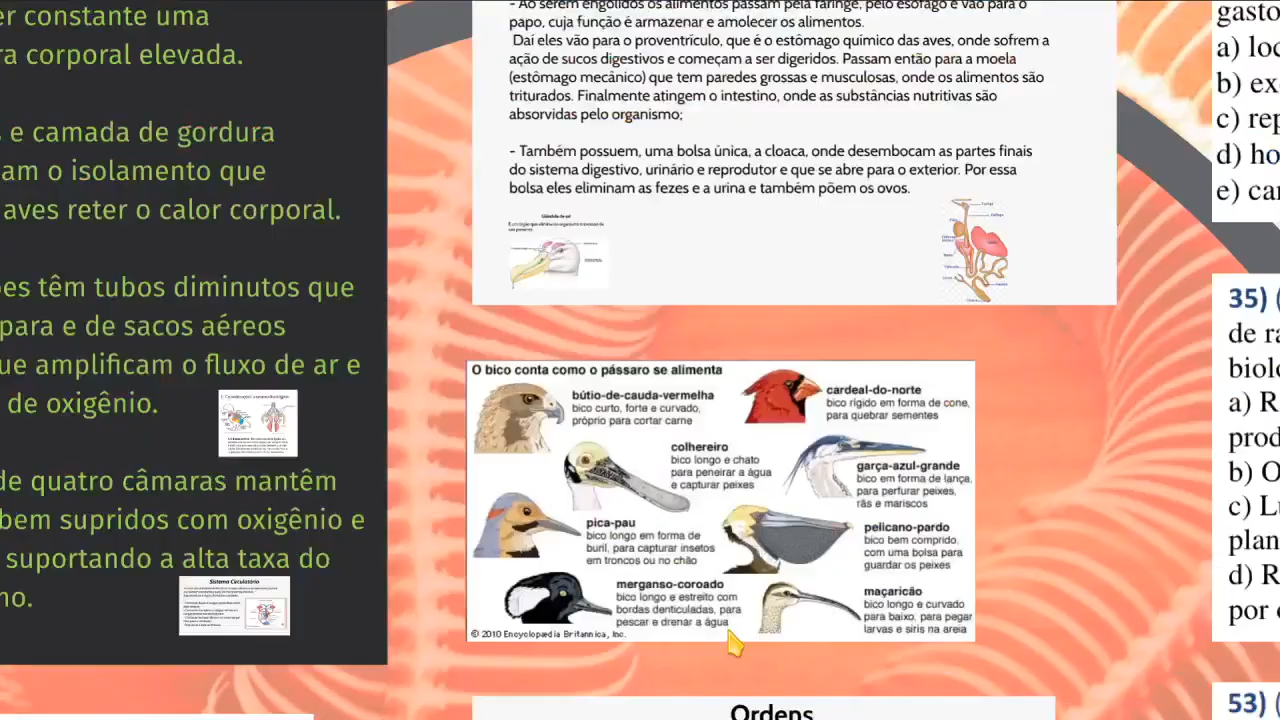 er constante uma
ra corporal elevada.
e camada de gordura
am o isolamento que
aves reter o calor corporal.
ões têm tubos diminutos que
para e de sacos aéreos
ue amplificam o fluxo de ar e
de oxigênio.
de quatro câmaras mantêm
bem supridos com oxigênio e
suportando a alta taxa do
no.
Sistema Circulatório
- Ao serem engolidos os alimentos passam pela faringe, pelo esôfago e vão para o
papo, cuja função é armazenar e amolecer os alimentos.
Daí eles vão para o proventrículo, que é o estômago químico das aves, onde sofrem a
ação de sucos digestivos e começam a ser digeridos. Passam então para a moela
(estômago mecânico) que tem paredes grossas e musculosas, onde os alimentos são
triturados. Finalmente atingem o intestino, onde as substâncias nutritivas são
absorvidas pelo organismo;
- Também possuem, uma bolsa única, a cloaca, onde desembocam as partes finais
do sistema digestivo, urinário e reprodutor e que se abre para o exterior. Por essa
bolsa eles eliminam as fezes e a urina e também põem os ovos.
Glândula de sal
O bico conta como o pássaro se alimenta
bútio-de-cauda-vermelha
bico curto, forte e curvado,
próprio para cortar carne
cardeal-do-norte
bico rígido em forma de cone,
para quebrar sementes
colhereiro
bico longo e chato
para peneirar a água
e capturar peixes
garça-azul-grande
bico em forma de lança,
para perfurar peixes,
rãs e mariscos
pica-pau
bico longo em forma de
buril, para capturar insetos
em troncos ou no chão
pelicano-pardo
bico bem comprido,
com uma bolsa para
guardar os peixes
merganso-coroado
bico longo e estreito com
bordas denticuladas, para
pescar e drenar a água
maçaricão
bico longo e curvado
para baixo, para pegar
larvas e siris na areia
© 2010 Encyclopædia Britannica, Inc.
Ordens
gasto
a) loc
b) ex
c) rep
d) ho
e) car
35) (
de ra
biolo
a) R
prod
b) O
c) L
plan
d) R
por
53) (